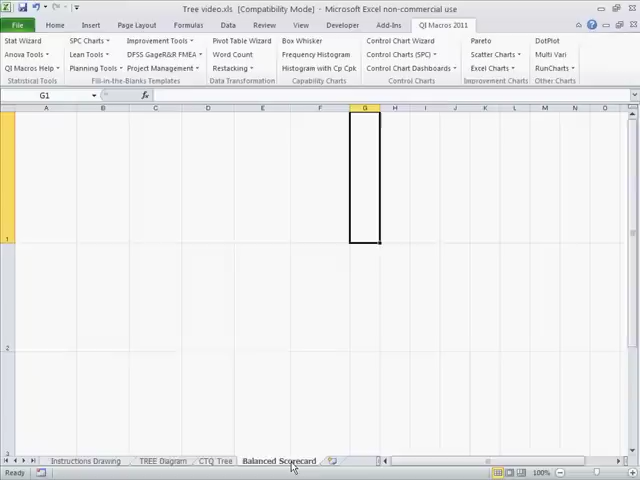 Tree video.xls [Compatibility Mode] - Microsoft Excel non-commercial use
File Home Insert Page Layout Formulas Data Review View Developer Add-Ins QI Macros 2011
Stat Wizard SPC Charts Improvement Tools Pivot Table Wizard Box Whisker Control Chart Wizard Pareto DotPlot
Anova Tools Lean Tools DFSS GageR&R FMEA Word Count Frequency Histogram Control Charts (SPC) Scatter Charts Multi Vari
QI Macros Help Planning Tools Project Management Restacking Histogram with Cp Cpk Control Chart Dashboards Excel Charts RunCharts
Statistical Tools Fill-in-the-Blanks Templates Data Transformation Capability Charts Control Charts Improvement Charts Other Charts
G1 fx
A B C D E F G H I J K L M N O
1
2
3
Instructions Drawing TREE Diagram CTQ Tree Balanced Scorecard
Ready 100%